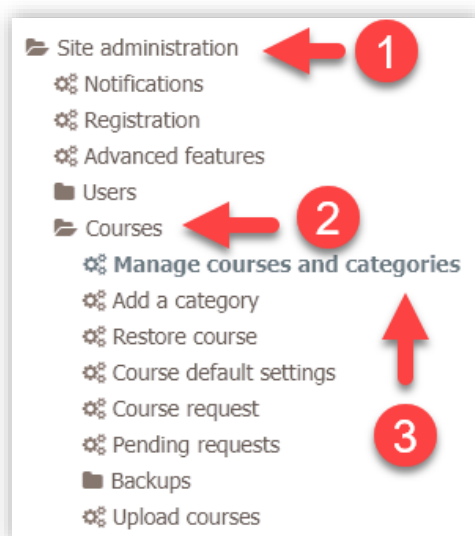 Site administration 1
Notifications
Registration
Advanced features
Users
Courses 2
Manage courses and categories
Add a category
Restore course
Course default settings
Course request
Pending requests 3
Backups
Upload courses